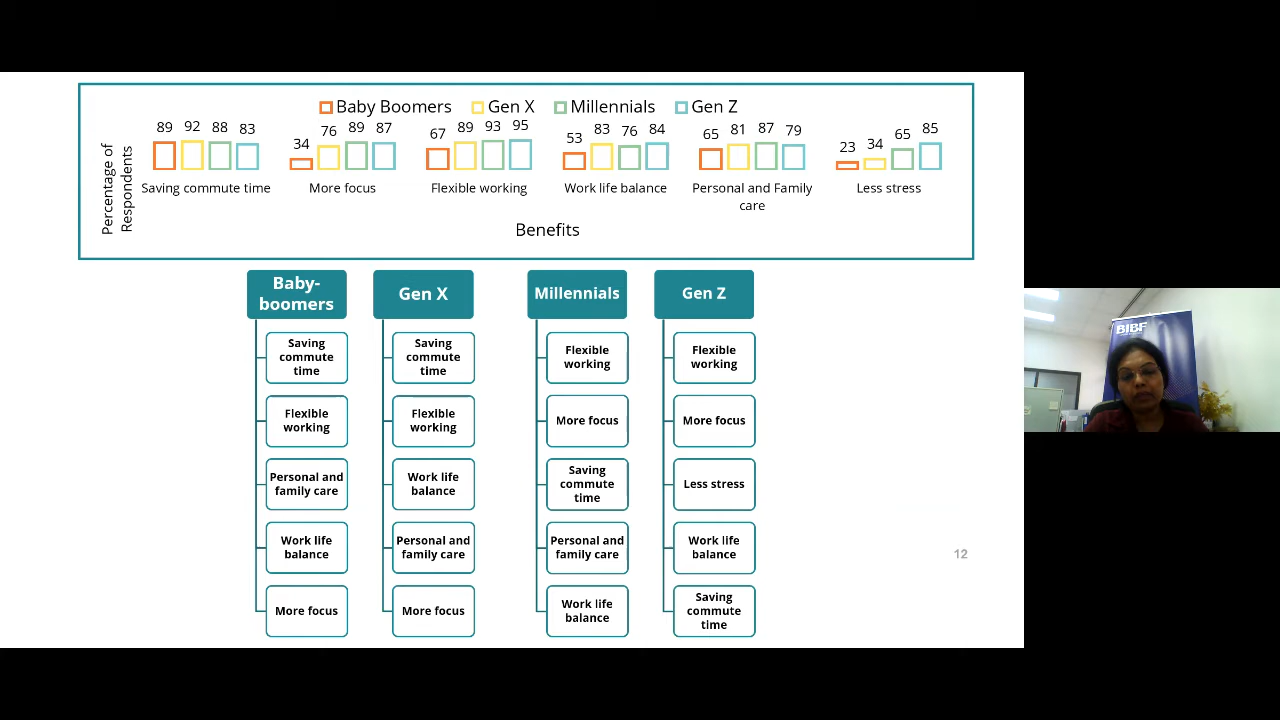 Baby Boomers Gen X Millennials Gen Z
Percentage of
Respondents
89 92 88 83
Saving commute time
34 76 89 87
More focus
67 89 93 95
Flexible working
53 83 76 84
Work life balance
65 81 87 79
Personal and Family
care
23 34 65 85
Less stress
Benefits
Baby-
boomers
Saving
commute
time
Flexible
working
Personal and
family care
Work life
balance
More focus
Gen X
Saving
commute
time
Flexible
working
Work life
balance
Personal and
family care
More focus
Millennials
Flexible
working
More focus
Saving
commute
time
Personal and
family care
Work life
balance
Gen Z
Flexible
working
More focus
Less stress
Work life
balance
Saving
commute
time
12
BIBF